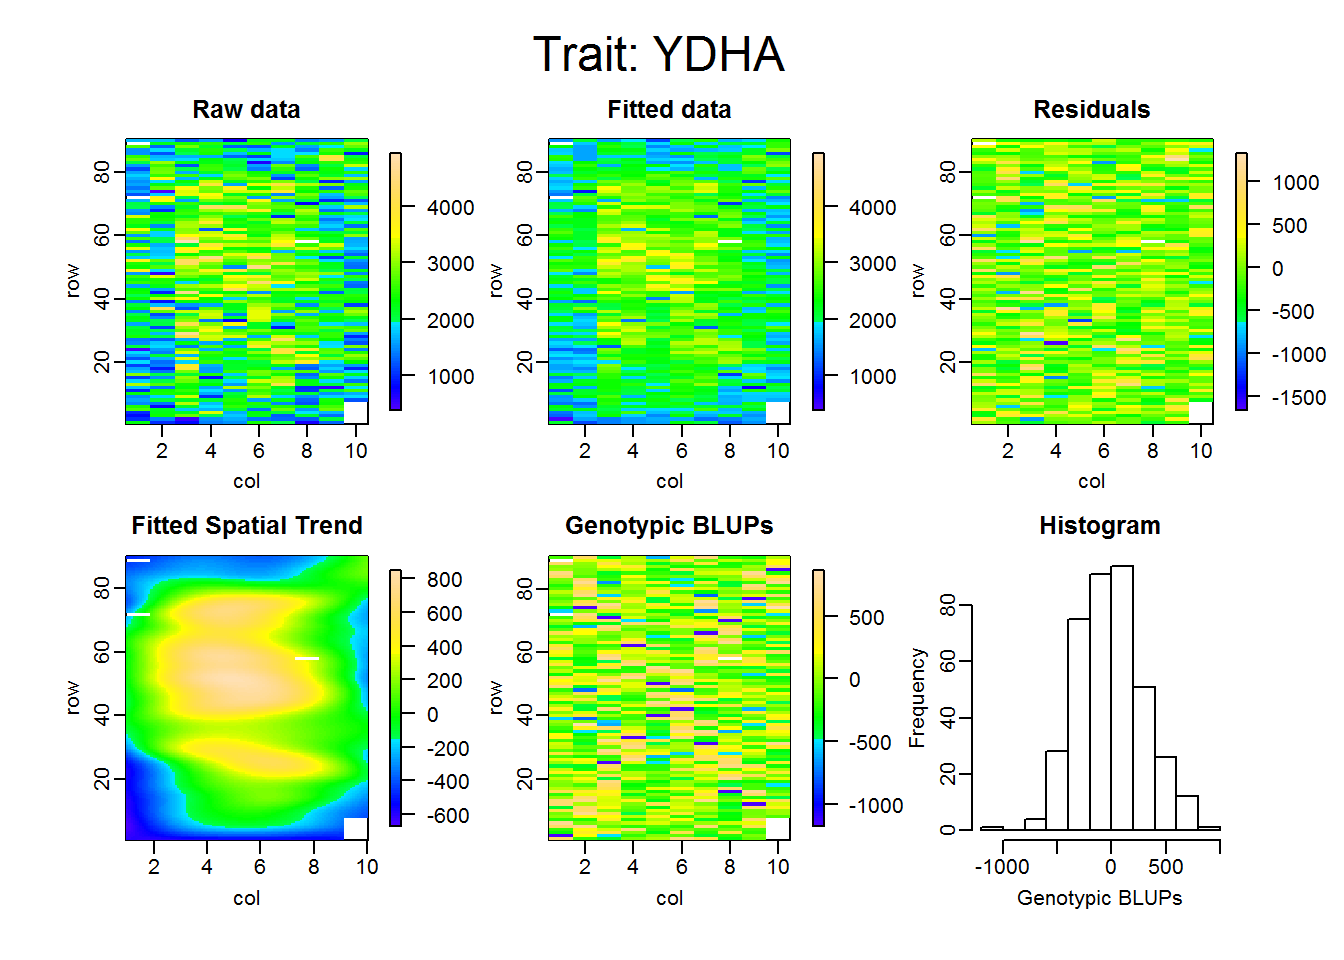 Trait: YDHA
Raw data
Fitted data
Residuals
row
20 40 60 80
2 4 6 8 10
col
4000
3000
2000
1000
row
20 40 60 80
2 4 6 8 10
col
4000
3000
2000
1000
row
20 40 60 80
2 4 6 8 10
col
1000
500
0
-500
-1000
-1500
Fitted Spatial Trend
Genotypic BLUPs
Histogram
row
20 40 60 80
2 4 6 8 10
col
800
600
400
200
0
-200
-400
-600
row
20 40 60 80
2 4 6 8 10
col
500
0
-500
-1000
Frequency
0 20 40 60 80
-1000 0 500
Genotypic BLUPs